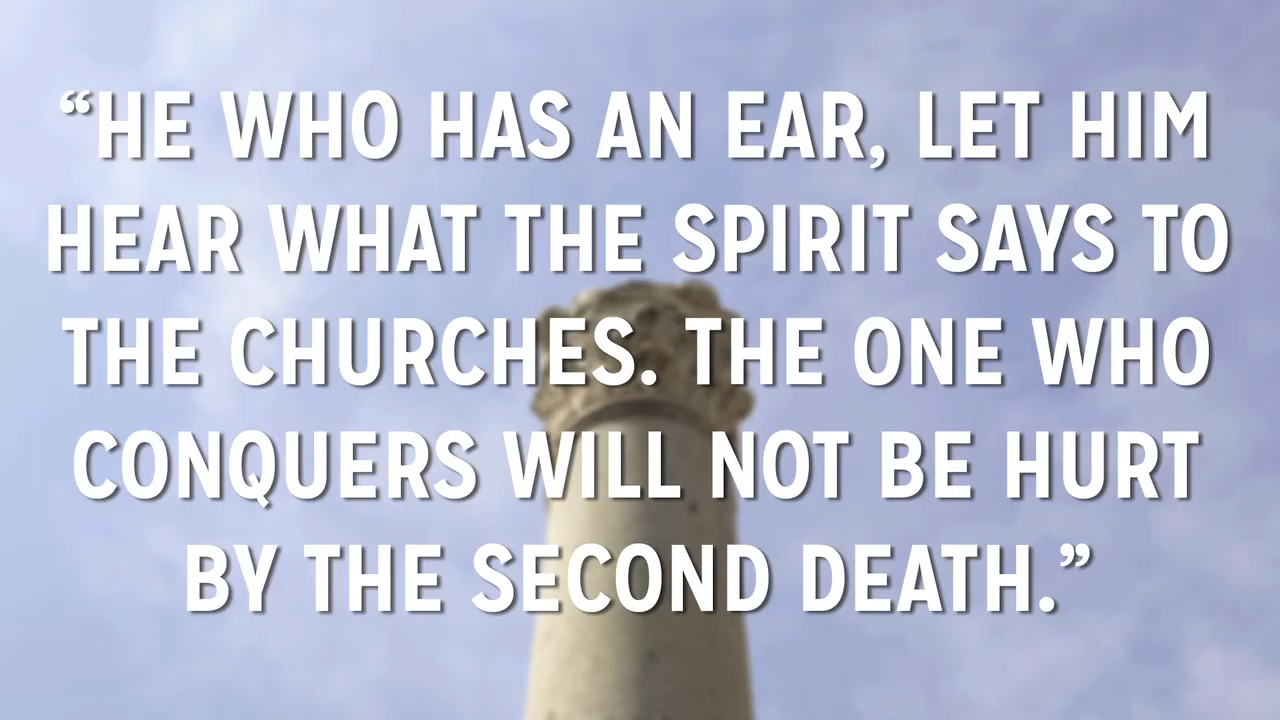 “HE WHO HAS AN EAR, LET HIM
HEAR WHAT THE SPIRIT SAYS TO
THE CHURCHES. THE ONE WHO
CONQUERS WILL NOT BE HURT
BY THE SECOND DEATH.”